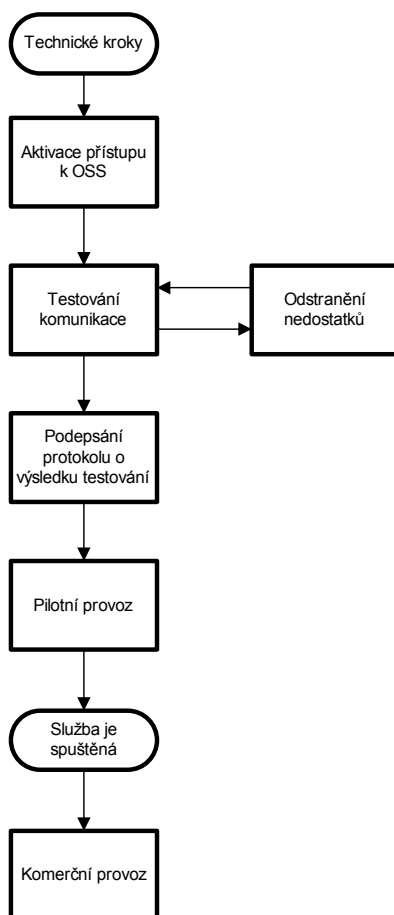 Technické kroky
Aktivace přístupu
k OSS
Testování
komunikace
Odstranění
nedostatků
Podepsání
protokolu o
výsledku testování
Pilotní provoz
Služba je
spuštěná
Komerční provoz